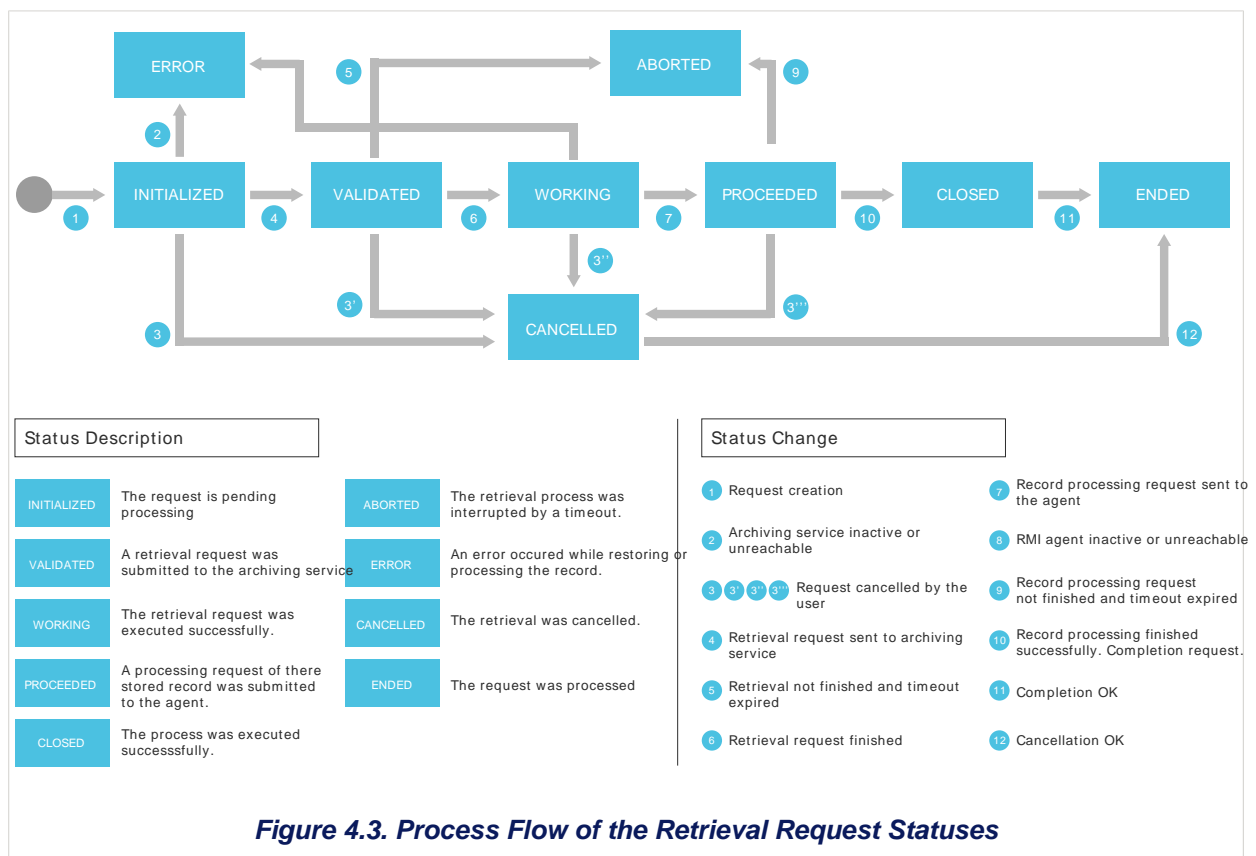 ERROR
ABORTED
5
9
2
INITIALIZED
VALIDATED
WORKING
PROCEEDED
CLOSED
ENDED
1
4
6
7
10
11
3''
3'
3'''
3
CANCELLED
12
Status Description
INITIALIZED
The request is pending
processing
VALIDATED
A retrieval request was
submitted to the archiving service
WORKING
The retrieval request was
executed successfully.
PROCEEDED
A processing request of there
stored record was submitted
to the agent.
CLOSED
The process was executed
successsfully.
ABORTED
The retrieval process was
interrupted by a timeout.
ERROR
An error occured while restoring or
processing the record.
CANCELLED
The retrieval was cancelled.
ENDED
The request was processed
Status Change
1 Request creation
2 Archiving service inactive or
unreachable
3 3' 3'' 3''' Request cancelled by the
user
4 Retrieval request sent to archiving
service
5 Retrieval not finished and timeout
expired
6 Retrieval request finished
7 Record processing request sent to
the agent
8 RMI agent inactive or unreachable
9 Record processing request
not finished and timeout expired
10 Record processing finished
successfully. Completion request.
11 Completion OK
12 Cancellation OK
Figure 4.3. Process Flow of the Retrieval Request Statuses